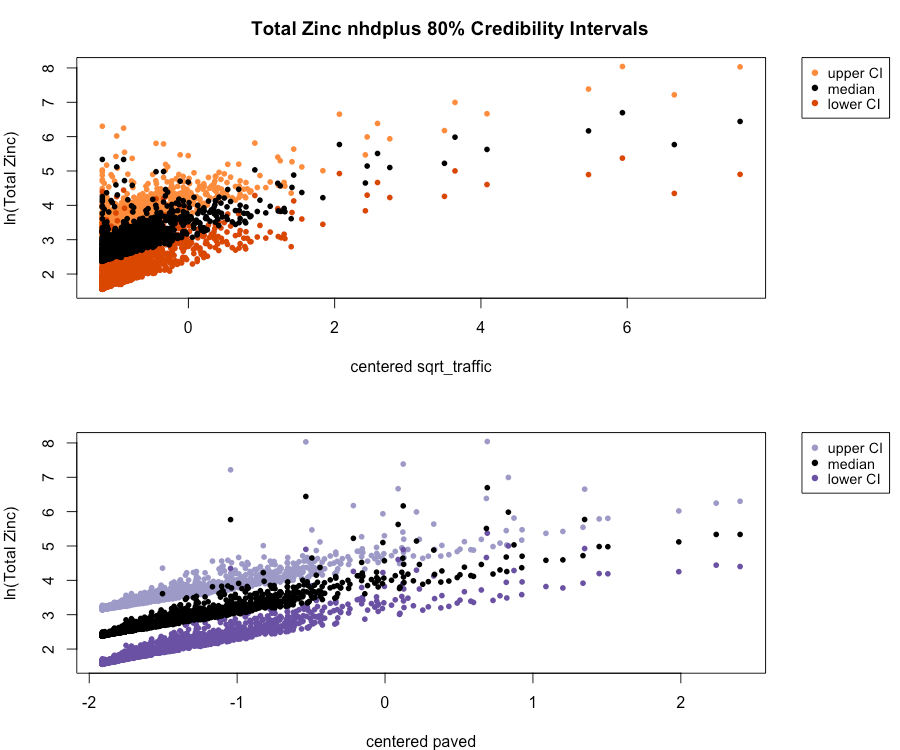 Total Zinc nhdplus 80% Credibility Intervals
ln(Total Zinc)
8
7
6
5
4
3
2
0 2 4 6
centered sqrt_traffic
upper CI
median
lower CI
ln(Total Zinc)
8
7
6
5
4
3
2
-2 -1 0 1 2
centered paved
upper CI
median
lower CI